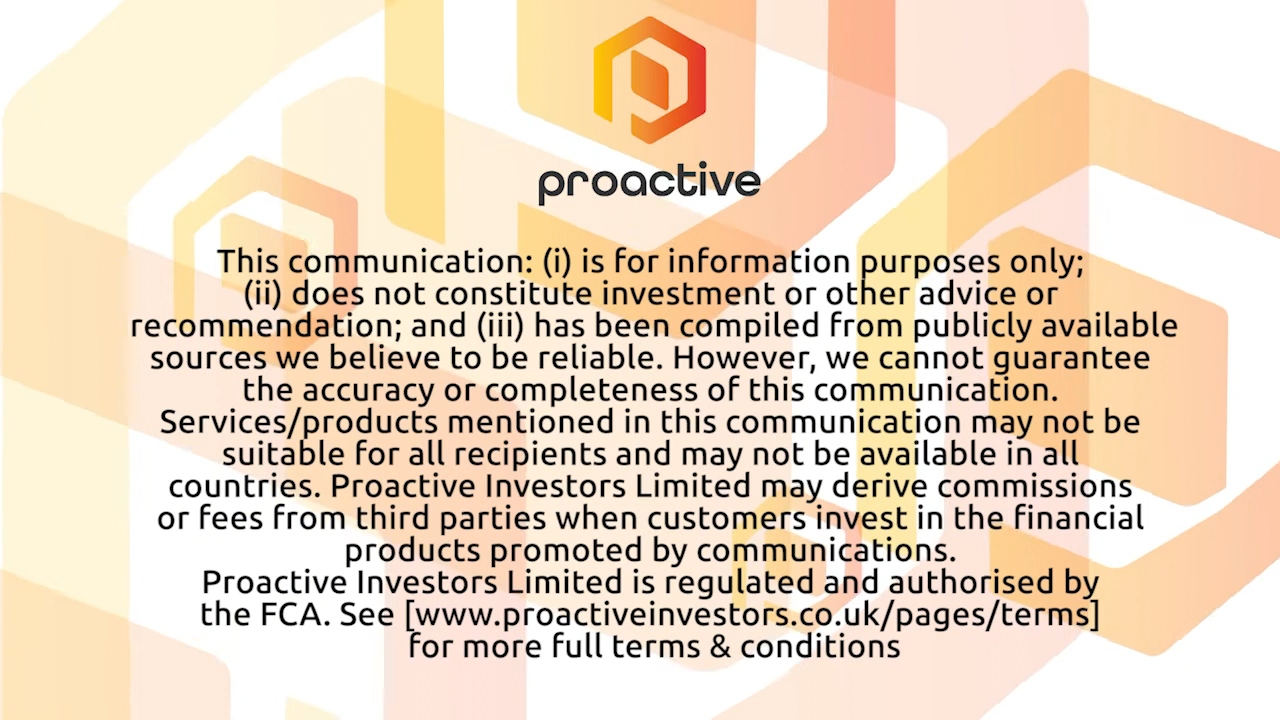 proactive
This communication: (i) is for information purposes only;
(ii) does not constitute investment or other advice or
recommendation; and (iii) has been compiled from publicly available
sources we believe to be reliable. However, we cannot guarantee
the accuracy or completeness of this communication.
Services/products mentioned in this communication may not be
suitable for all recipients and may not be available in all
countries. Proactive Investors Limited may derive commissions
or fees from third parties when customers invest in the financial
products promoted by communications.
Proactive Investors Limited is regulated and authorised by
the FCA. See [www.proactiveinvestors.co.uk/pages/terms]
for more full terms & conditions